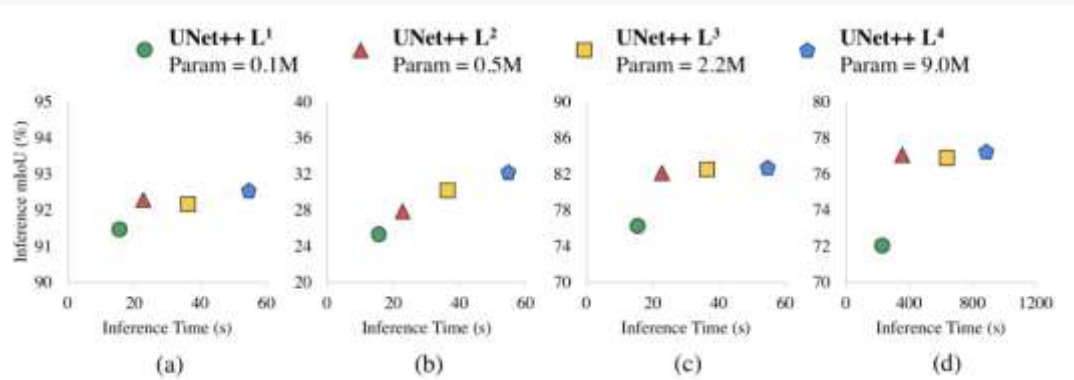 UNet++ L¹ UNet++ L² UNet++ L³ UNet++ L⁴
Param = 0.1M Param = 0.5M Param = 2.2M Param = 9.0M
95 40 90 80
94 36 86 78
93 32 82 76
92 28 78 74
91 24 74 72
90 20 70 70
Inference mIoU (%)
0 20 40 60 0 20 40 60 0 20 40 60 0 400 800 1200
Inference Time (s) Inference Time (s) Inference Time (s) Inference Time (s)
(a) (b) (c) (d)